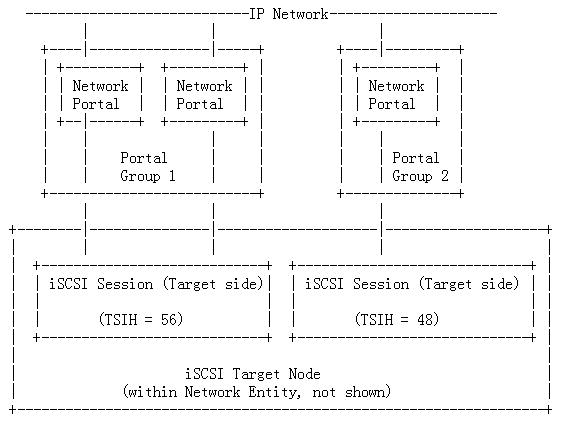 IP Network
Network Network Network
Portal Portal Portal
Portal Portal
Group 1 Group 2
iSCSI Session (Target side) iSCSI Session (Target side)
(TSIH = 56) (TSIH = 48)
iSCSI Target Node
(within Network Entity, not shown)